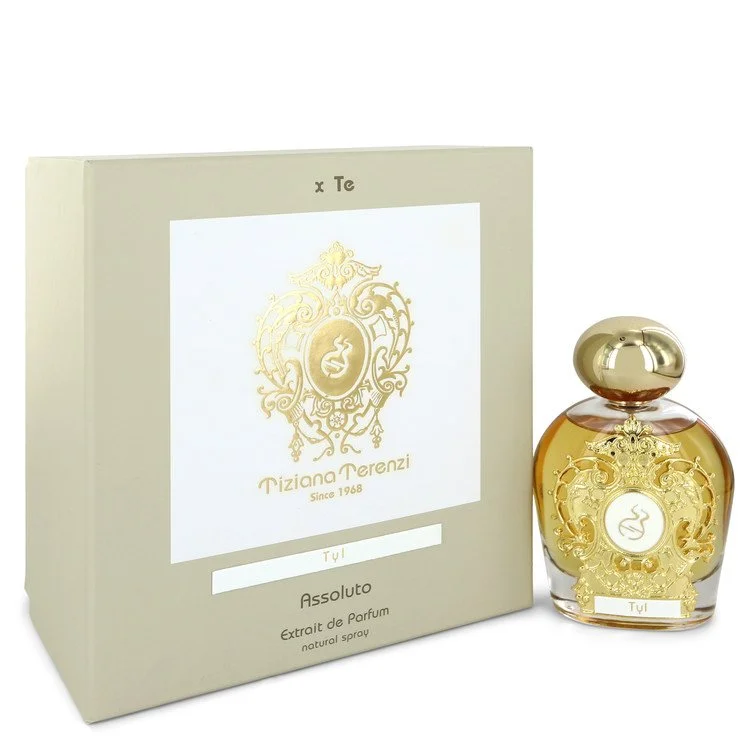 x Te
Tiziana Terenzi
Since 1968
Tyl
Assoluto
Extrait de Parfum
natural spray
Tyl